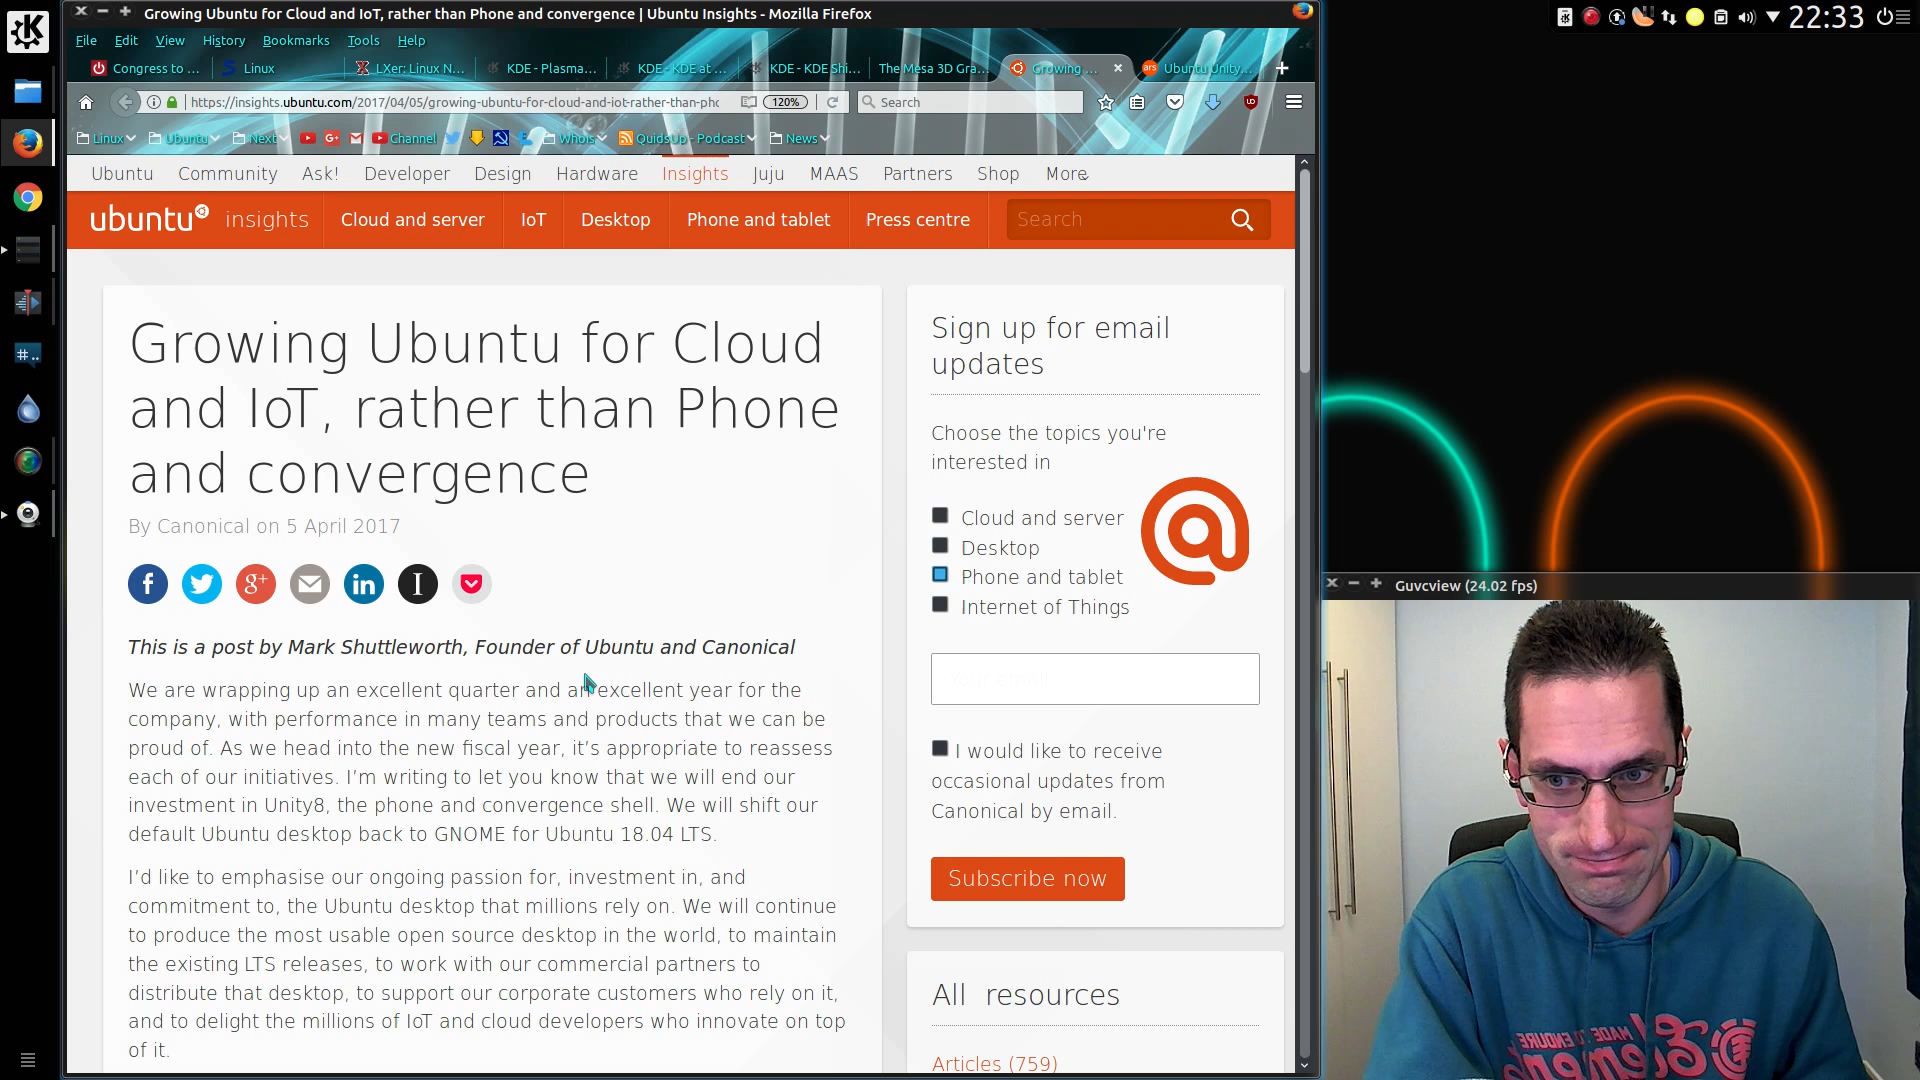 Growing Ubuntu for Cloud and IoT, rather than Phone and convergence | Ubuntu Insights - Mozilla Firefox
22:33
File Edit View History Bookmarks Tools Help
Congress to ... Linux LXer: Linux N... KDE - Plasma... KDE - KDE at ... KDE - KDE Shi... The Mesa 3D Gra... Growing ... Ubuntu Unity...
https://insights.ubuntu.com/2017/04/05/growing-ubuntu-for-cloud-and-iot-rather-than-phc 120% Search
Linux Ubuntu Next Channel Whois QuidsUp - Podcast News
Ubuntu Community Ask! Developer Design Hardware Insights Juju MAAS Partners Shop More
ubuntu insights Cloud and server IoT Desktop Phone and tablet Press centre Search
Growing Ubuntu for Cloud
and IoT, rather than Phone
and convergence
By Canonical on 5 April 2017
This is a post by Mark Shuttleworth, Founder of Ubuntu and Canonical
We are wrapping up an excellent quarter and an excellent year for the
company, with performance in many teams and products that we can be
proud of. As we head into the new fiscal year, it's appropriate to reassess
each of our initiatives. I'm writing to let you know that we will end our
investment in Unity8, the phone and convergence shell. We will shift our
default Ubuntu desktop back to GNOME for Ubuntu 18.04 LTS.
I'd like to emphasise our ongoing passion for, investment in, and
commitment to, the Ubuntu desktop that millions rely on. We will continue
to produce the most usable open source desktop in the world, to maintain
the existing LTS releases, to work with our commercial partners to
distribute that desktop, to support our corporate customers who rely on it,
and to delight the millions of IoT and cloud developers who innovate on top
of it.
Sign up for email
updates
Choose the topics you're
interested in
Cloud and server
Desktop
Phone and tablet
Internet of Things
I would like to receive
occasional updates from
Canonical by email.
Subscribe now
All resources
Articles (759)
Guvcview (24.02 fps)
MADE TO ENDURE
Element